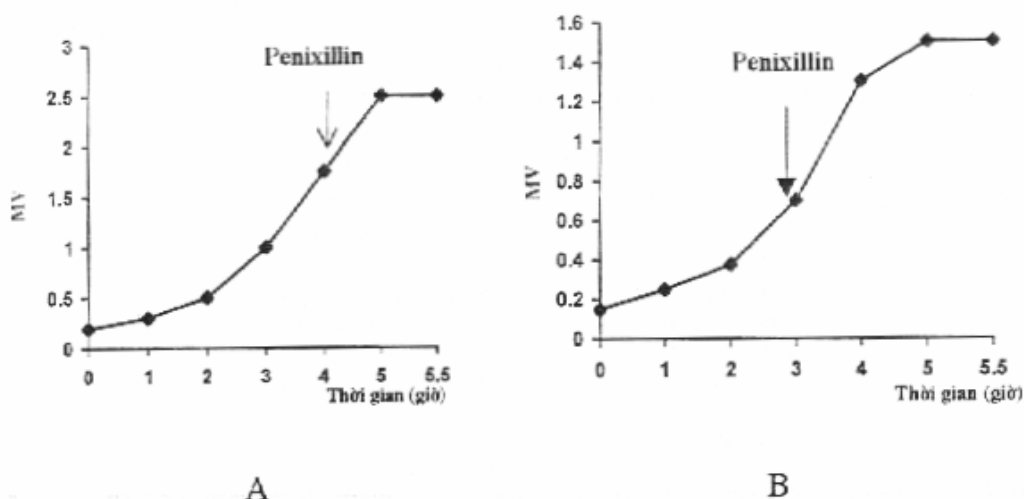 Penixillin
3
2.5
2
1.5
1
0.5
0
MV
0 1 2 3 4 5 5.5
Thời gian (giờ)
A
Penixillin
1.6
1.4
1.2
1
0.8
0.6
0.4
0.2
0
MV
0 1 2 3 4 5 5.5
Thời gian (giờ)
B